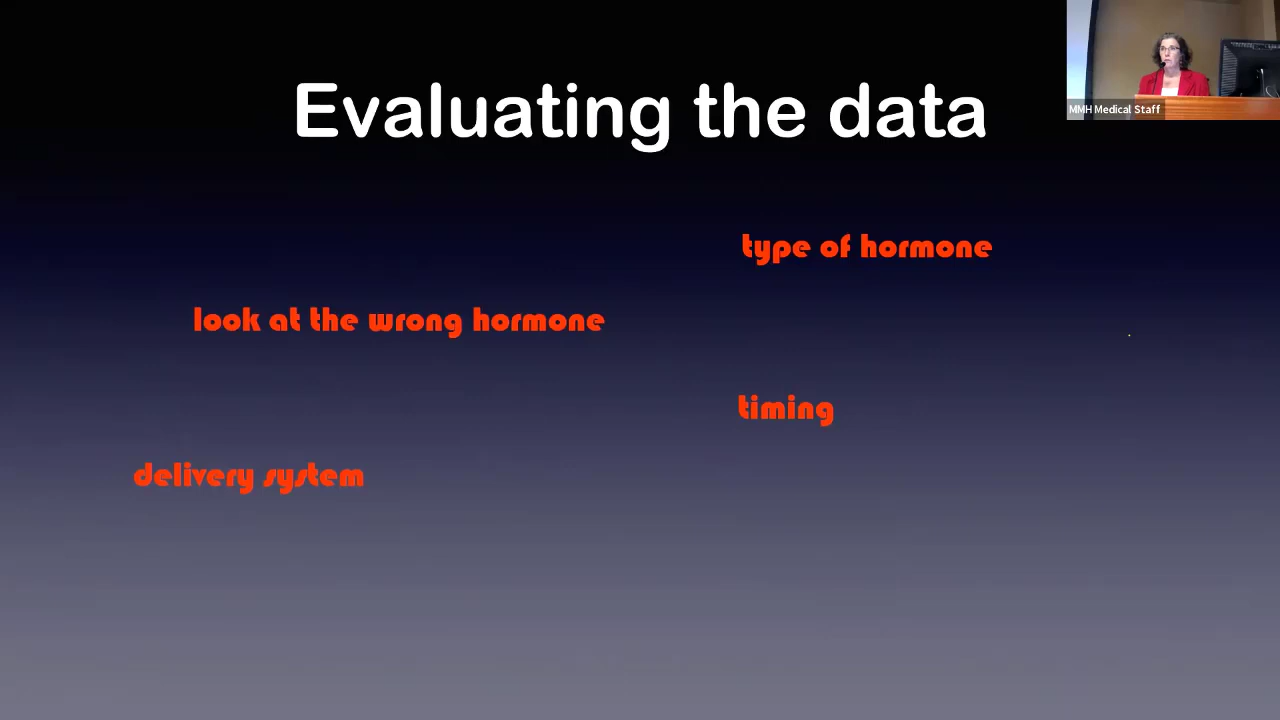 MMH Medical Staff
Evaluating the data
type of hormone
look at the wrong hormone
timing
delivery system